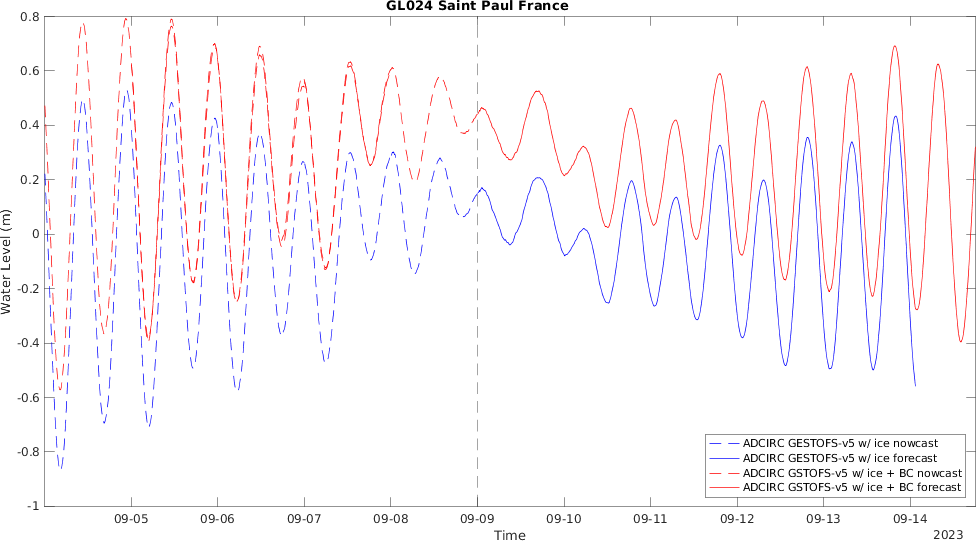 GL024 Saint Paul France
0.8
0.6
0.4
0.2
0
-0.2
-0.4
-0.6
-0.8
-1
Water Level (m)
ADCIRC GESTOFS-v5 w/ ice nowcast
ADCIRC GESTOFS-v5 w/ ice forecast
ADCIRC GSTOFS-v5 w/ ice + BC nowcast
ADCIRC GSTOFS-v5 w/ ice + BC forecast
09-05 09-06 09-07 09-08 09-09 09-10 09-11 09-12 09-13 09-14
Time
2023